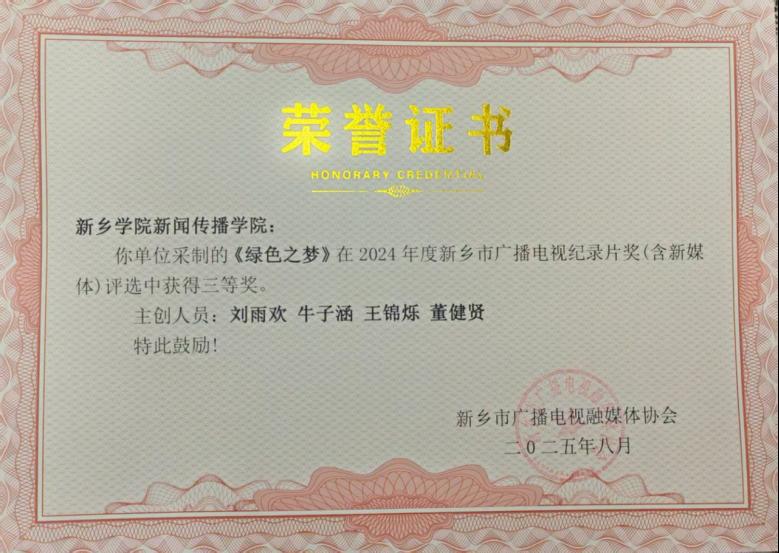 荣誉证书
HONORARY CREDENTIAL
新乡学院新闻传播学院：
你单位采制的《绿色之梦》在 2024 年度新乡市广播电视纪录片奖(含新媒
体)评选中获得三等奖。
主创人员：刘雨欢 牛子涵 王锦烁 董健贤
特此鼓励！
新乡市广播电视融媒体协会
二〇二五年八月